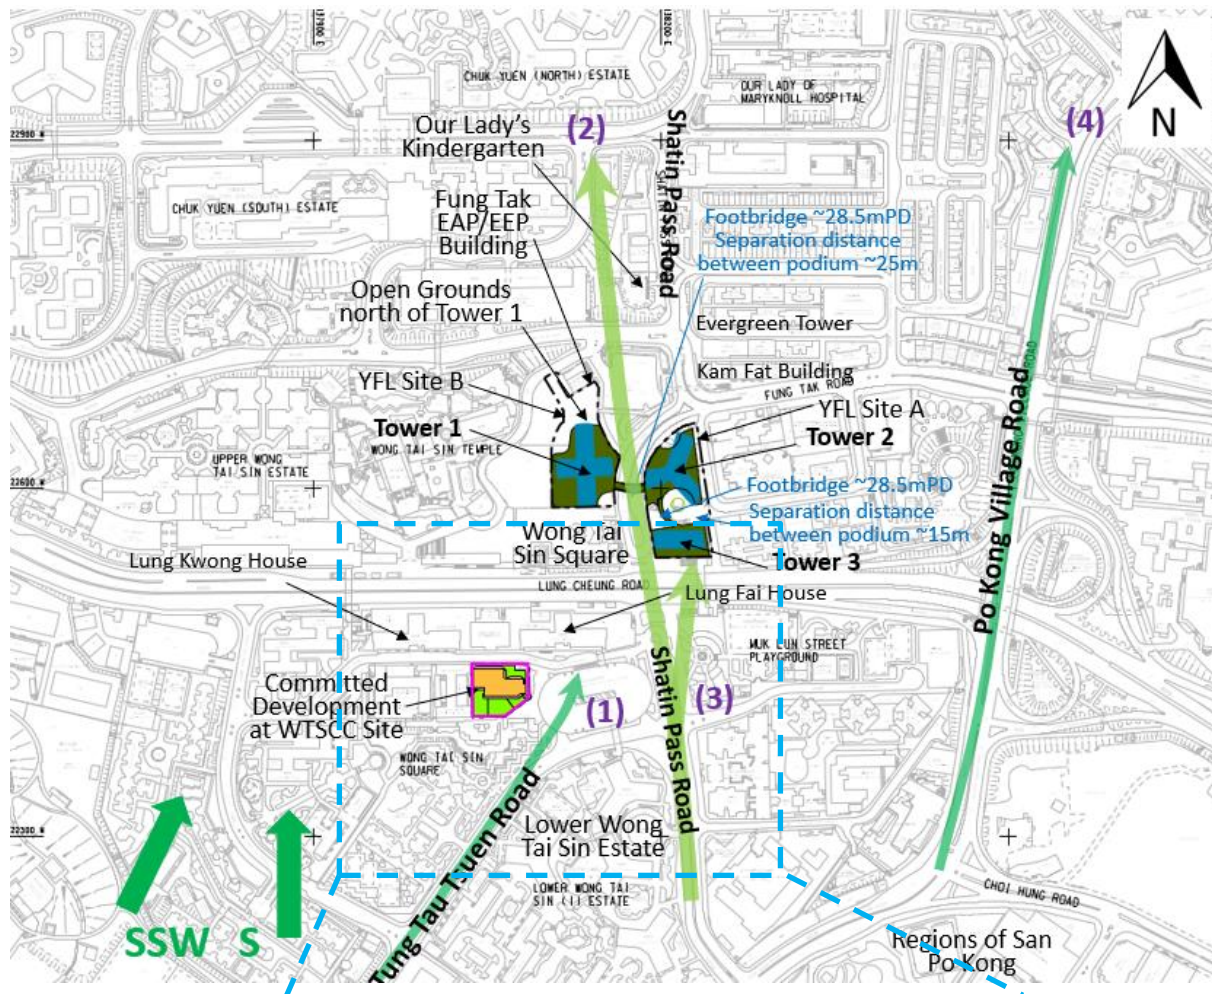 137900 E
138200 E
CHUK YUEN (NORTH) ESTATE
OUR LADY OF
MARYKNOLL HOSPITAL
N
22900 N
Our Lady's
Kindergarten
(2)
Shatin Pass Road
(4)
CHUK YUEN (SOUTH) ESTATE
Fung Tak
EAP/EEP
Building
Footbridge ~28.5mPD
Separation distance
between podium ~25m
Open Grounds
north of Tower 1
Evergreen Tower
Kam Fat Building
FUNG TAK ROAD
YFL Site B
YFL Site A
Tower 1
Tower 2
WONG TAI SIN TEMPLE
UPPER WONG
TAI SIN ESTATE
22600 N
Footbridge ~28.5mPD
Separation distance
between podium ~15m
Wong Tai
Sin Square
Tower 3
Po Kong Village Road
Lung Kwong House
LUNG CHEUNG ROAD
Lung Fai House
MUK LUN STREET
PLAYGROUND
Committed
Development
at WTSCC Site
(1)
(3)
Shatin Pass Road
WONG TAI SIN
SQUARE
Tung Tau Tsuen Road
22300 N
Lower Wong
Tai Sin Estate
LOWER WONG TAI
SIN (I) ESTATE
CHOI HUNG ROAD
SSW
S
Regions of San
Po Kong